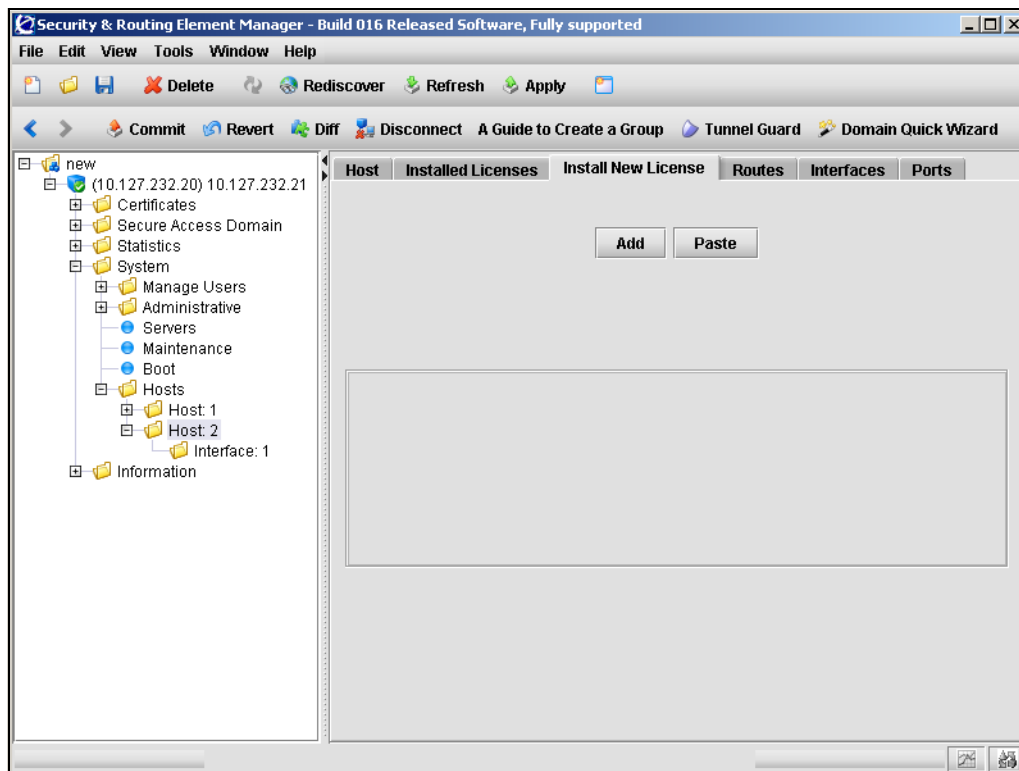 Security & Routing Element Manager - Build 016 Released Software, Fully supported
File Edit View Tools Window Help
Delete Rediscover Refresh Apply
Commit Revert Diff Disconnect A Guide to Create a Group Tunnel Guard Domain Quick Wizard
new
(10.127.232.20) 10.127.232.21
Certificates
Secure Access Domain
Statistics
System
Manage Users
Administrative
Servers
Maintenance
Boot
Hosts
Host: 1
Host: 2
Interface: 1
Information
Host Installed Licenses Install New License Routes Interfaces Ports
Add Paste